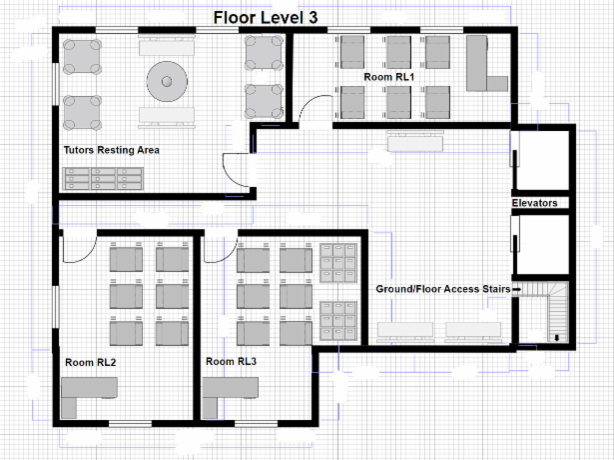 Floor Level 3
Room RL1
Tutors Resting Area
Elevators
Ground/Floor Access Stairs
Room RL2
Room RL3